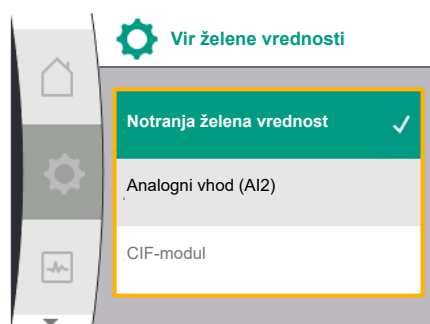 Vir želene vrednosti
Notranja želena vrednost
Analogni vhod (AI2)
CIF-modul